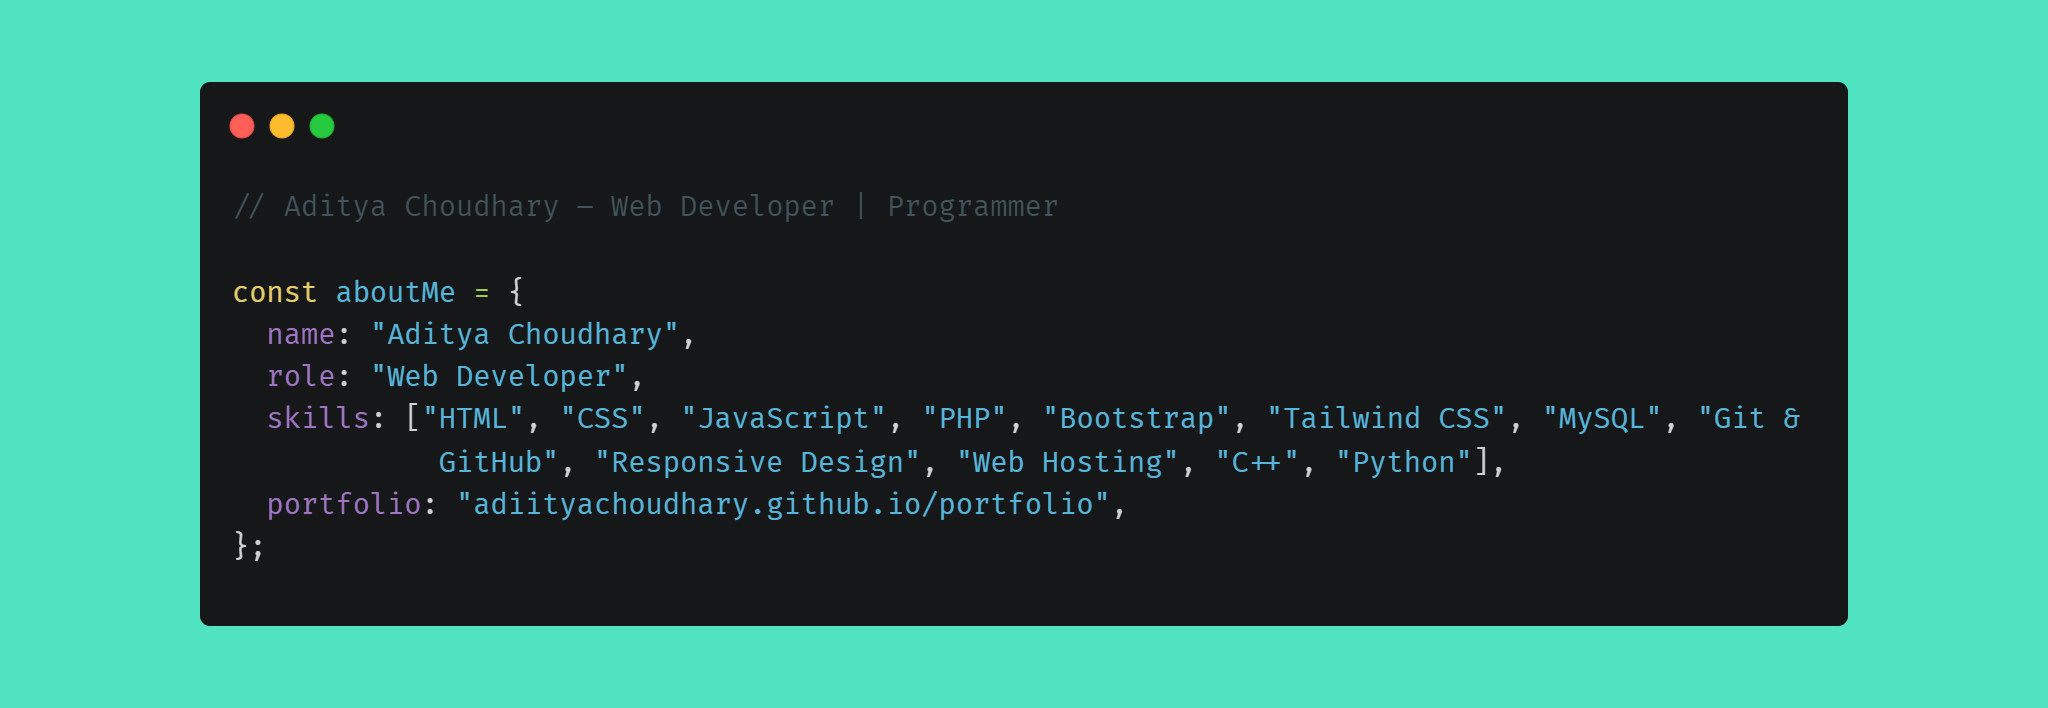 // Aditya Choudhary — Web Developer | Programmer
const aboutMe = {
  name: "Aditya Choudhary",
  role: "Web Developer",
  skills: ["HTML", "CSS", "JavaScript", "PHP", "Bootstrap", "Tailwind CSS", "MySQL", "Git &
            GitHub", "Responsive Design", "Web Hosting", "C++", "Python"],
  portfolio: "adiityachoudhary.github.io/portfolio",
};